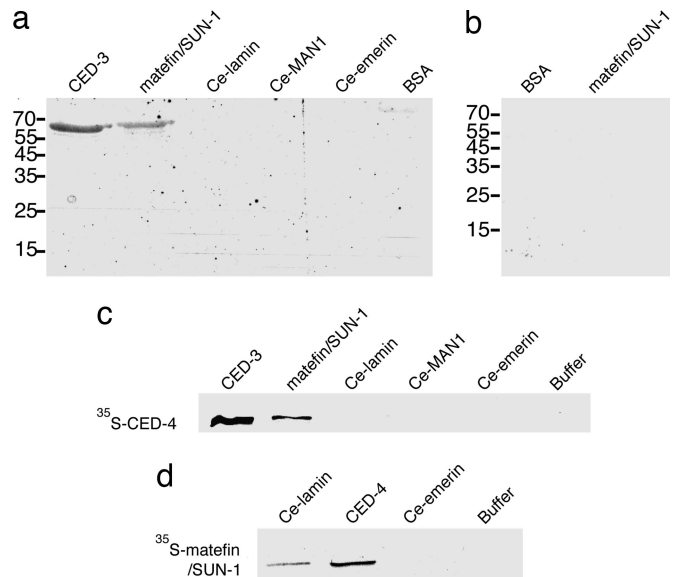 a
CED-3 matefin/SUN-1 Ce-lamin Ce-MAN1 Ce-emerin BSA
70
55
45
35
25
15
b
BSA matefin/SUN-1
70
55
45
35
25
15
c
CED-3 matefin/SUN-1 Ce-lamin Ce-MAN1 Ce-emerin Buffer
35S-CED-4
d
Ce-lamin CED-4 Ce-emerin Buffer
35S-matefin
/SUN-1